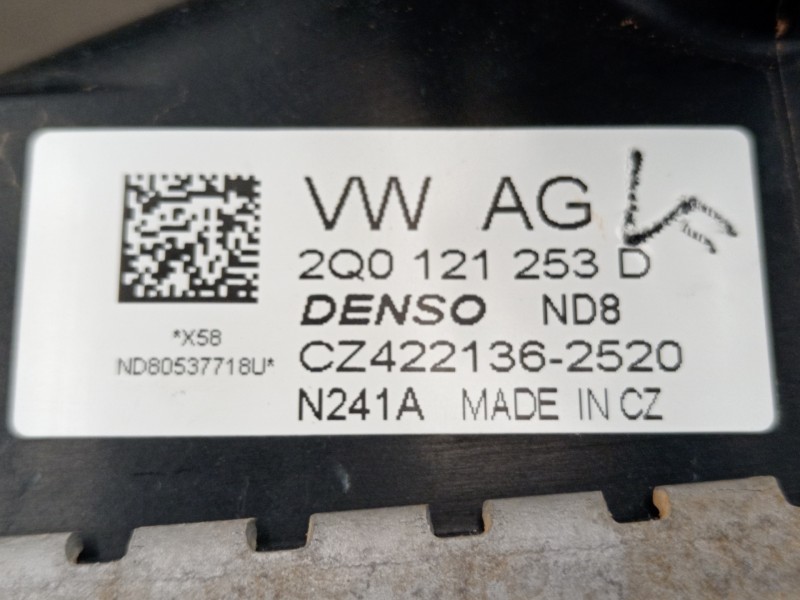 VW AG
2Q0 121 253 D
DENSO ND8
*X58
ND80537718U*
CZ422136-2520
N241A MADE IN CZ